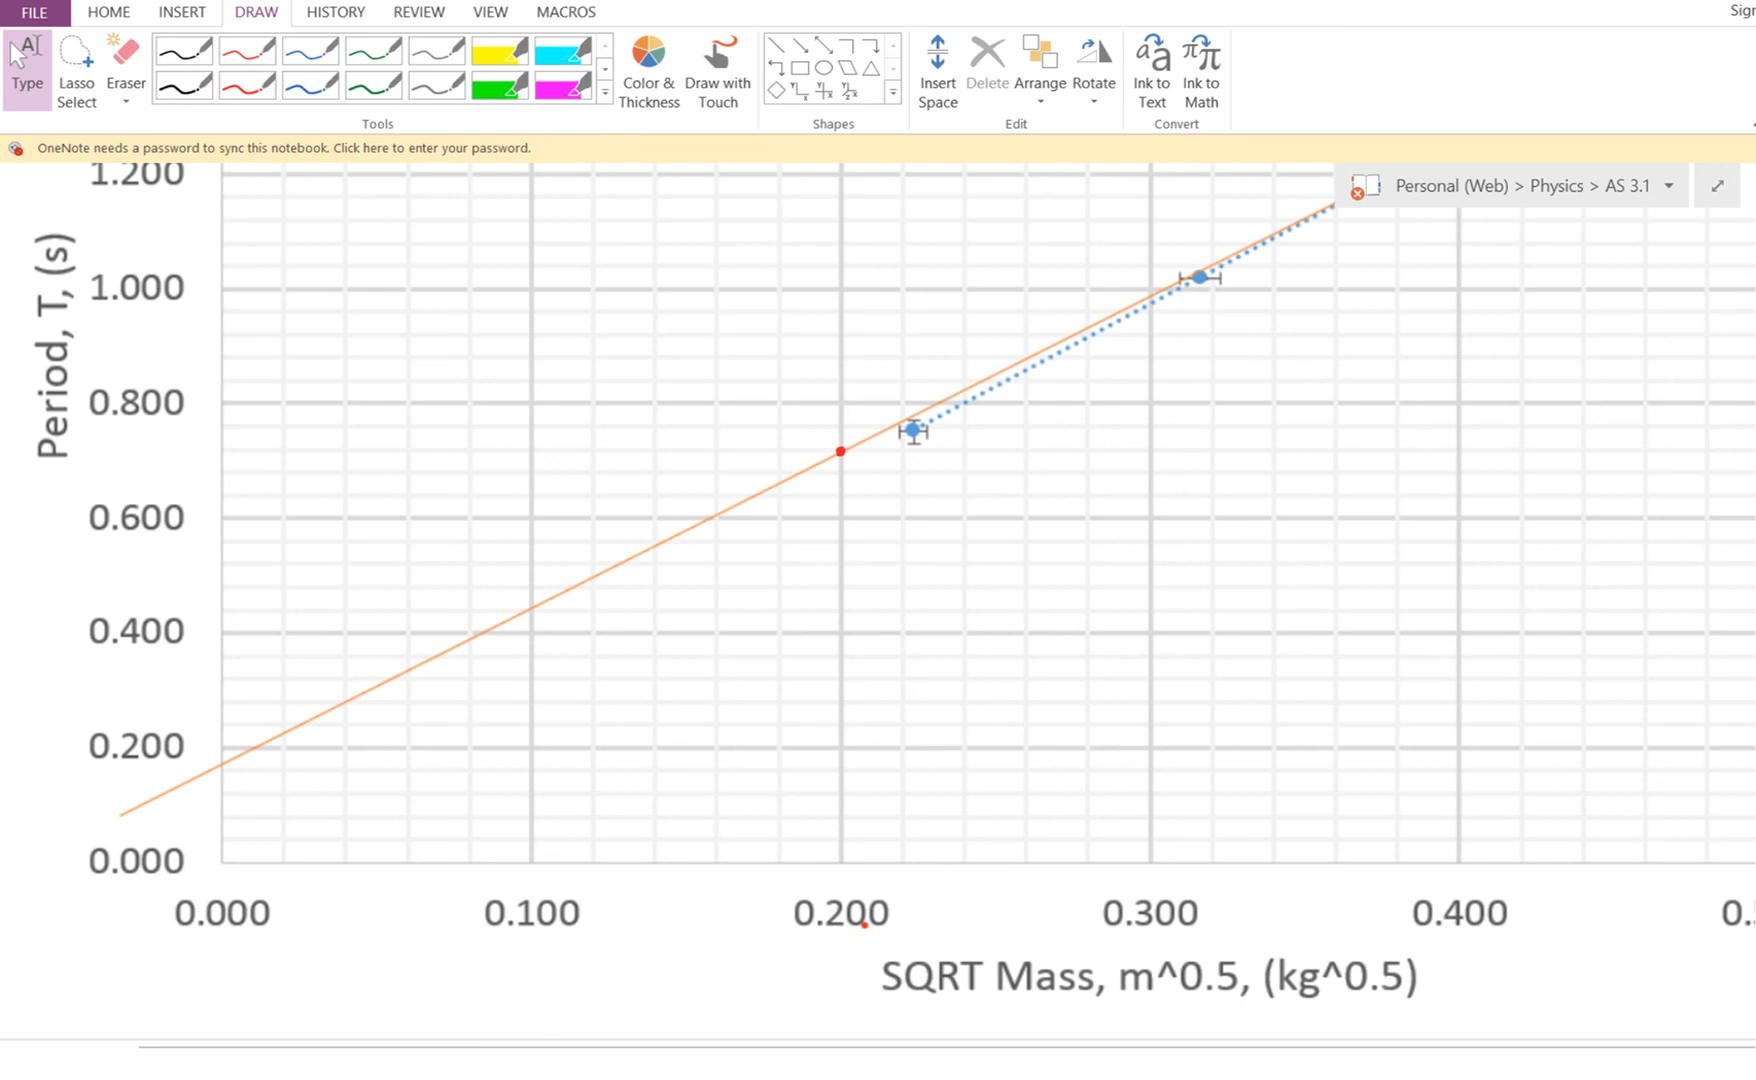 FILE HOME INSERT DRAW HISTORY REVIEW VIEW MACROS
Type
Lasso Select
Eraser
Color & Thickness
Draw with Touch
Insert Space
Delete
Arrange
Rotate
Ink to Text
Ink to Math
Tools
Shapes
Edit
Convert
OneNote needs a password to sync this notebook. Click here to enter your password.
Personal (Web) > Physics > AS 3.1
Period, T, (s)
1.200
1.000
0.800
0.600
0.400
0.200
0.000
0.000 0.100 0.200 0.300 0.400
SQRT Mass, m^0.5, (kg^0.5)